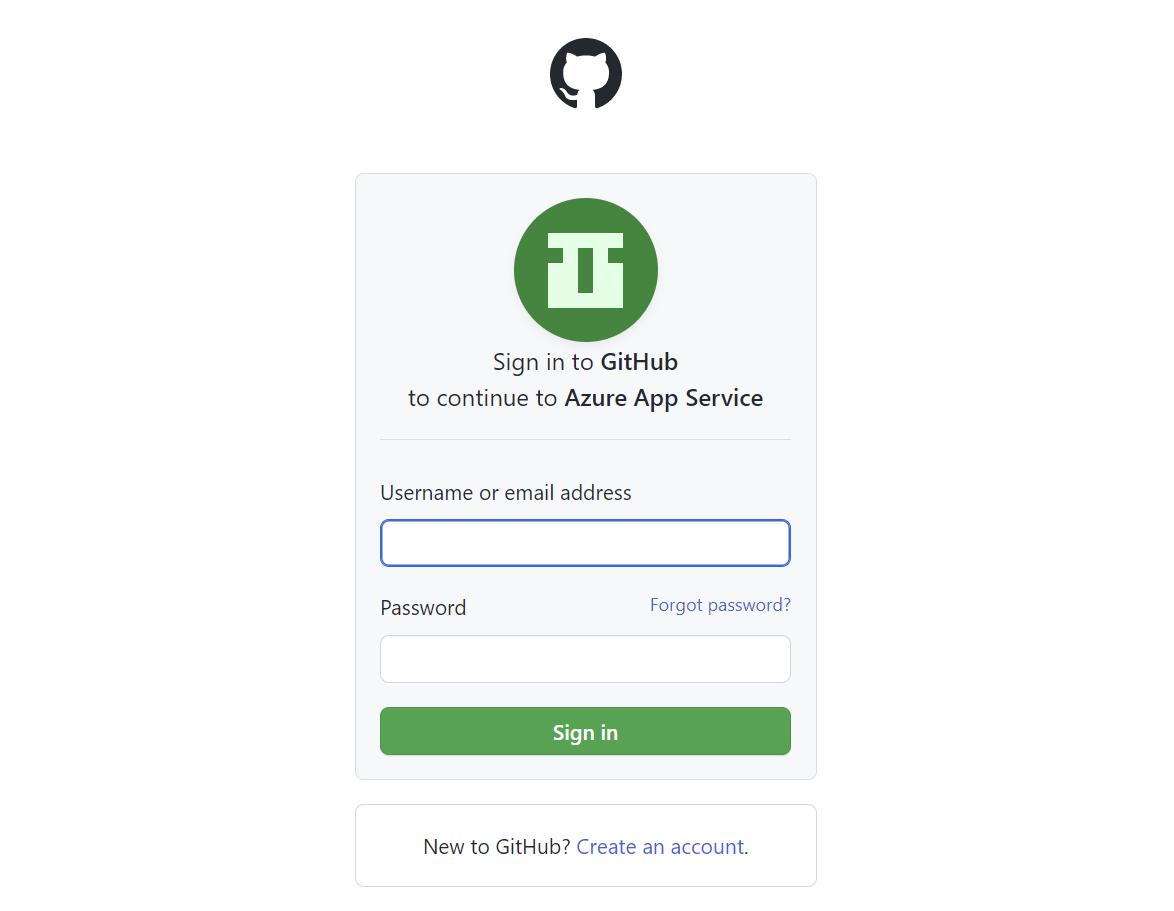 Sign in to GitHub
to continue to Azure App Service
Username or email address
Password Forgot password?
Sign in
New to GitHub? Create an account.